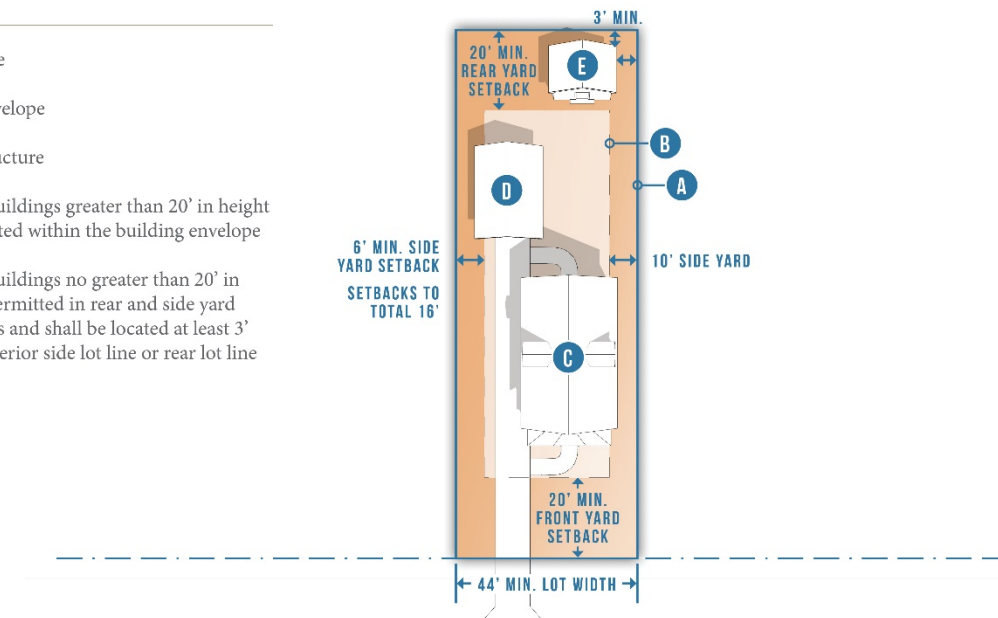 e
velope
ucture
uildings greater than 20' in height
ted within the building envelope
uildings no greater than 20' in
ermitted in rear and side yard
s and shall be located at least 3'
erior side lot line or rear lot line
3' MIN.
20' MIN.
REAR YARD
SETBACK
E
B
D
A
6' MIN. SIDE
YARD SETBACK
10' SIDE YARD
SETBACKS TO
TOTAL 16'
C
20' MIN.
FRONT YARD
SETBACK
44' MIN. LOT WIDTH